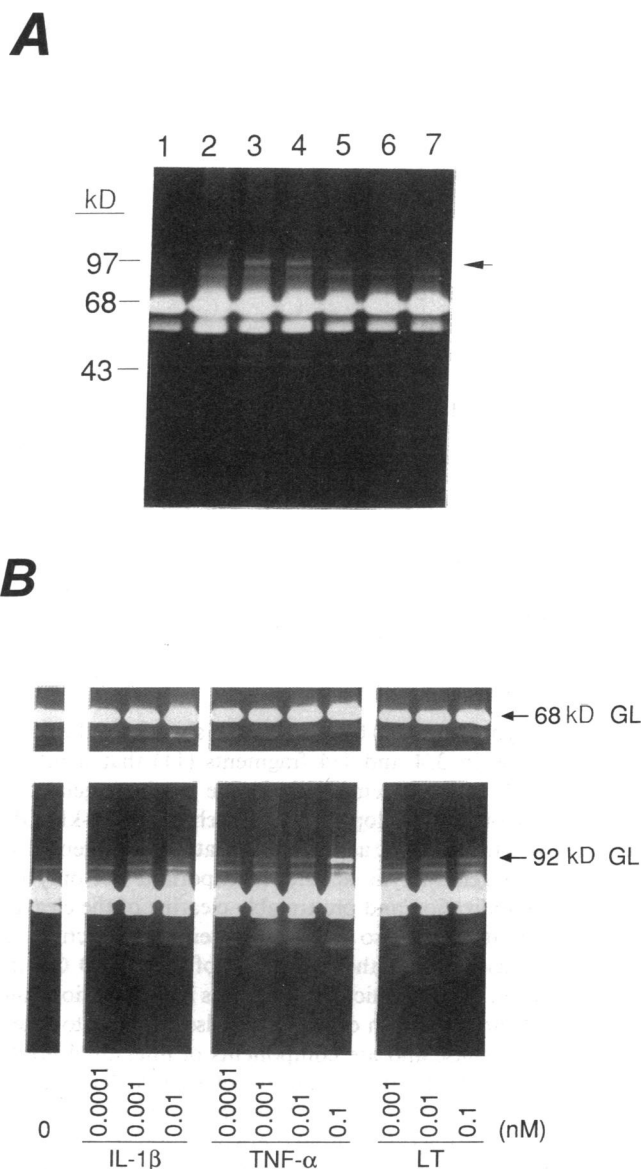 A
1 2 3 4 5 6 7
kD
97
68
43
B
68 kD GL
92 kD GL
0 0.0001 0.001 0.01 0.0001 0.001 0.01 0.1 0.001 0.01 0.1 (nM)
IL-1β TNF-α LT